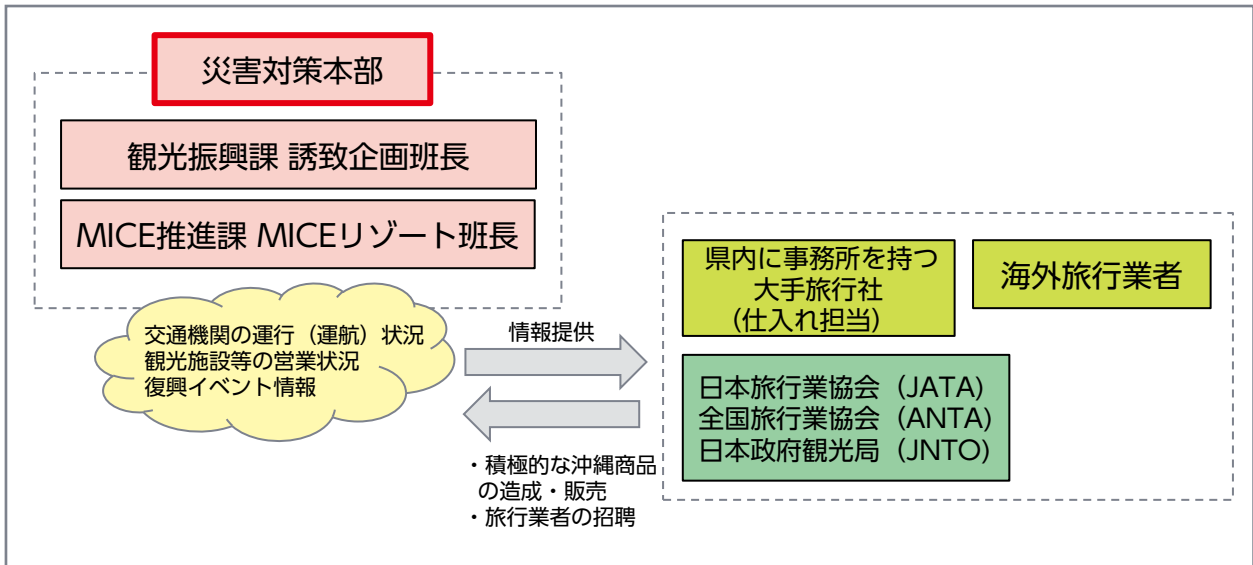 災害対策本部
観光振興課 誘致企画班長
MICE推進課 MICEリゾート班長
交通機関の運行（運航）状況
観光施設等の営業状況
復興イベント情報
情報提供
・積極的な沖縄商品
の造成・販売
・旅行業者の招聘
県内に事務所を持つ
大手旅行社
（仕入れ担当）
海外旅行業者
日本旅行業協会（JATA）
全国旅行業協会（ANTA）
日本政府観光局（JNTO）